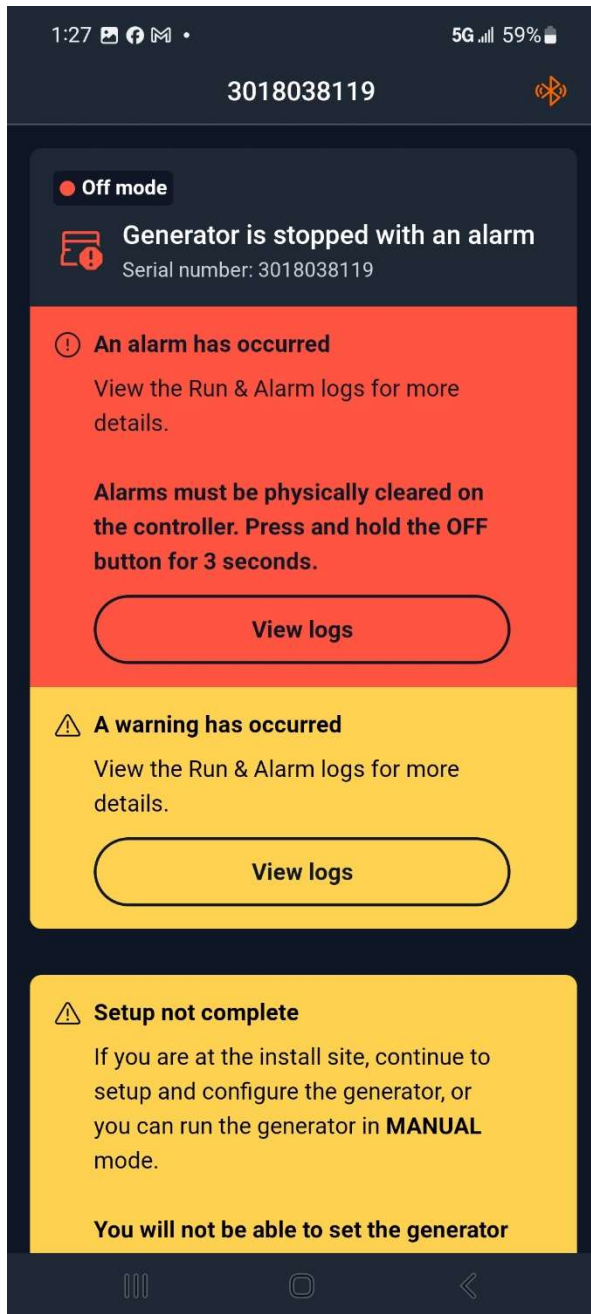 1:27 • 5G 59%
3018038119
Off mode
Generator is stopped with an alarm
Serial number: 3018038119
An alarm has occurred
View the Run & Alarm logs for more
details.
Alarms must be physically cleared on
the controller. Press and hold the OFF
button for 3 seconds.
View logs
A warning has occurred
View the Run & Alarm logs for more
details.
View logs
Setup not complete
If you are at the install site, continue to
setup and configure the generator, or
you can run the generator in MANUAL
mode.
You will not be able to set the generator